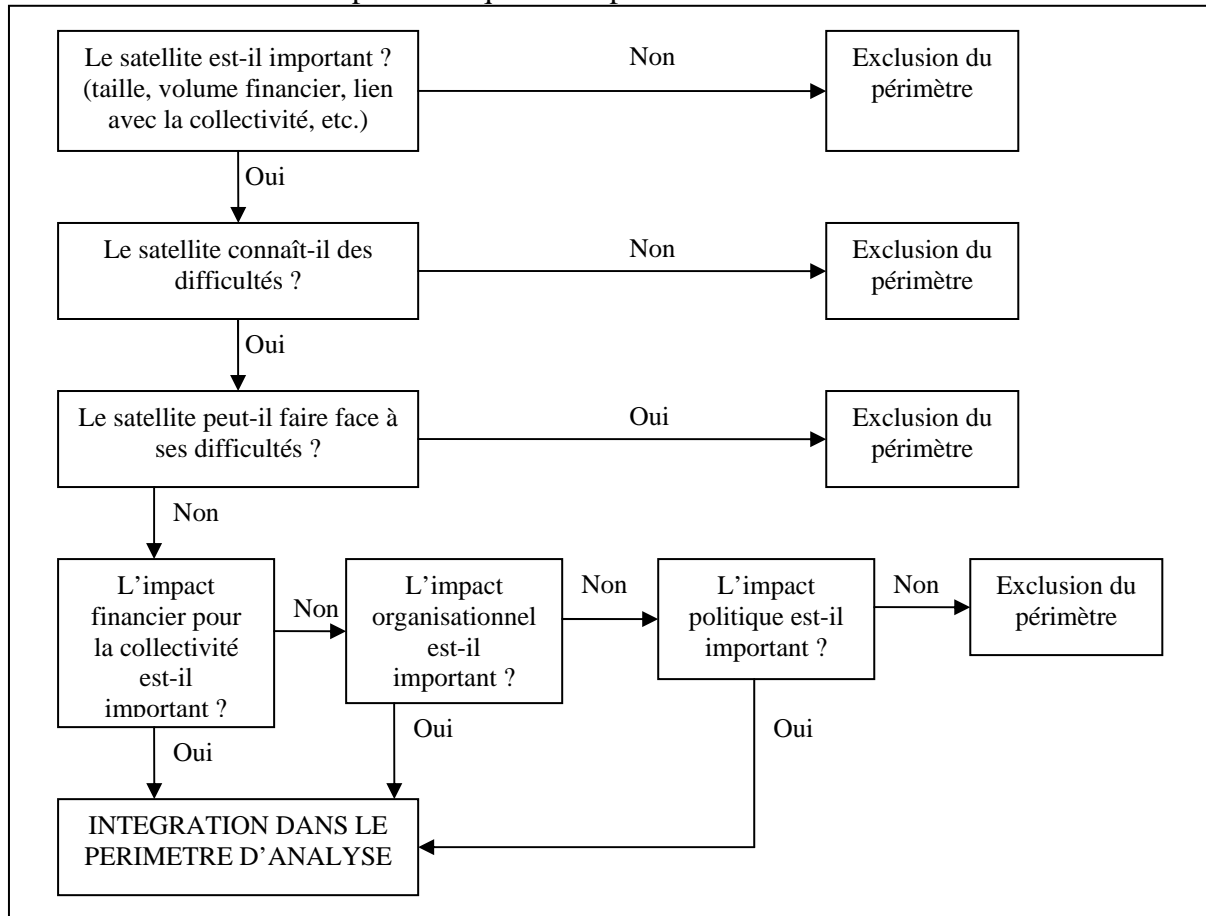 Le satellite est-il important ?
(taille, volume financier, lien
avec la collectivité, etc.)
Non
Exclusion du
périmètre
Oui
Le satellite connaît-il des
difficultés ?
Non
Exclusion du
périmètre
Oui
Le satellite peut-il faire face à
ses difficultés ?
Oui
Exclusion du
périmètre
Non
L’impact
financier pour
la collectivité
est-il
important ?
Non
L’impact
organisationnel
est-il
important ?
Non
L’impact
politique est-il
important ?
Non
Exclusion du
périmètre
Oui
Oui
Oui
INTEGRATION DANS LE
PERIMETRE D’ANALYSE